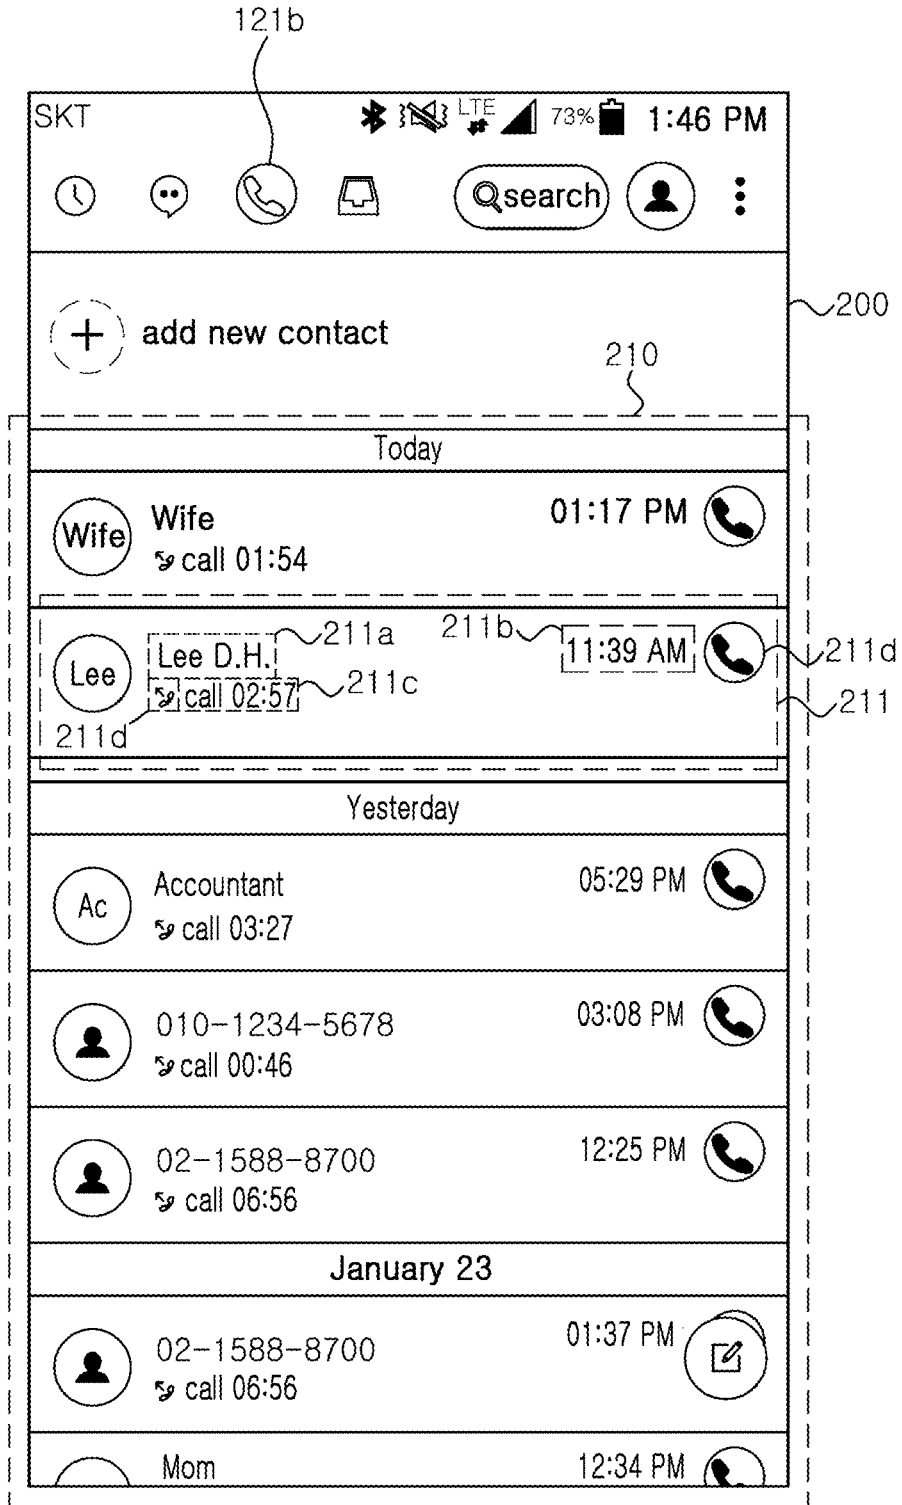 121b
SKT LTE 73% 1:46 PM
search
add new contact
200
210
Today
Wife Wife 01:17 PM
call 01:54
211a 211b
Lee Lee D.H. 11:39 AM 211d
call 02:57 211c
211d 211
Yesterday
Ac Accountant 05:29 PM
call 03:27
010-1234-5678 03:08 PM
call 00:46
02-1588-8700 12:25 PM
call 06:56
January 23
02-1588-8700 01:37 PM
call 06:56
Mom 12:34 PM